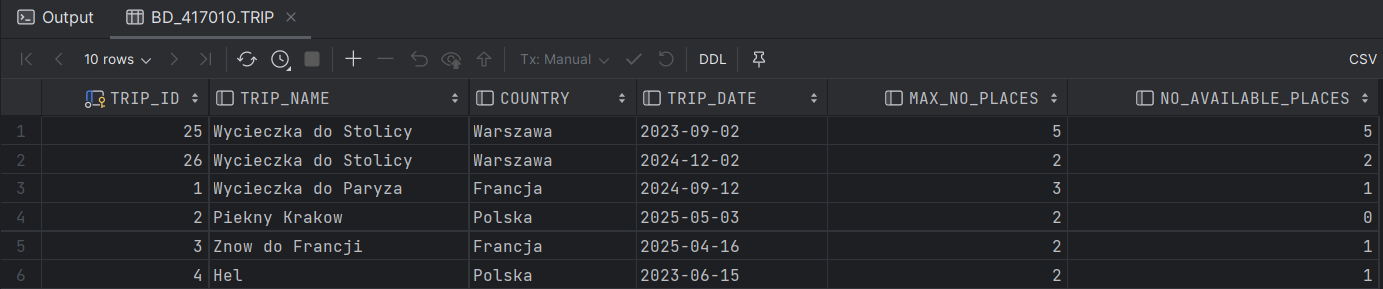 Output BD_417010.TRIP
10 rows Tx: Manual DDL CSV
TRIP_ID TRIP_NAME COUNTRY TRIP_DATE MAX_NO_PLACES NO_AVAILABLE_PLACES
1 25 Wycieczka do Stolicy Warszawa 2023-09-02 5 5
2 26 Wycieczka do Stolicy Warszawa 2024-12-02 2 2
3 1 Wycieczka do Paryza Francja 2024-09-12 3 1
4 2 Piekny Krakow Polska 2025-05-03 2 0
5 3 Znow do Francji Francja 2025-04-16 2 1
6 4 Hel Polska 2023-06-15 2 1